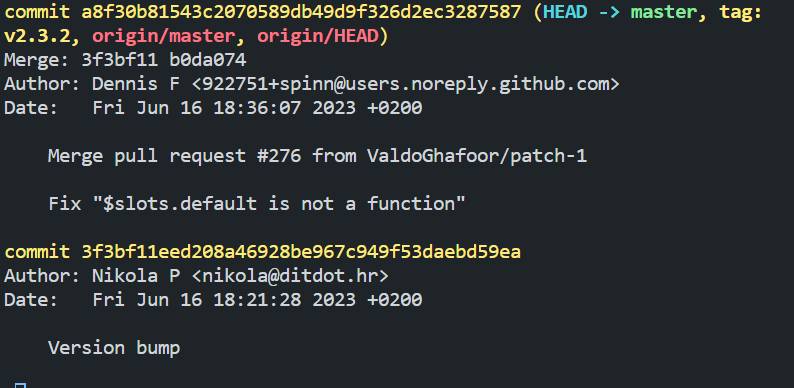 commit a8f30b81543c2070589db49d9f326d2ec3287587 (HEAD -> master, tag:
v2.3.2, origin/master, origin/HEAD)
Merge: 3f3bf11 b0da074
Author: Dennis F <922751+spinn@users.noreply.github.com>
Date:   Fri Jun 16 18:36:07 2023 +0200
    Merge pull request #276 from ValdoGhafoor/patch-1
    Fix "$slots.default is not a function"
commit 3f3bf11eed208a46928be967c949f53daebd59ea
Author: Nikola P <nikola@ditdot.hr>
Date:   Fri Jun 16 18:21:28 2023 +0200
    Version bump